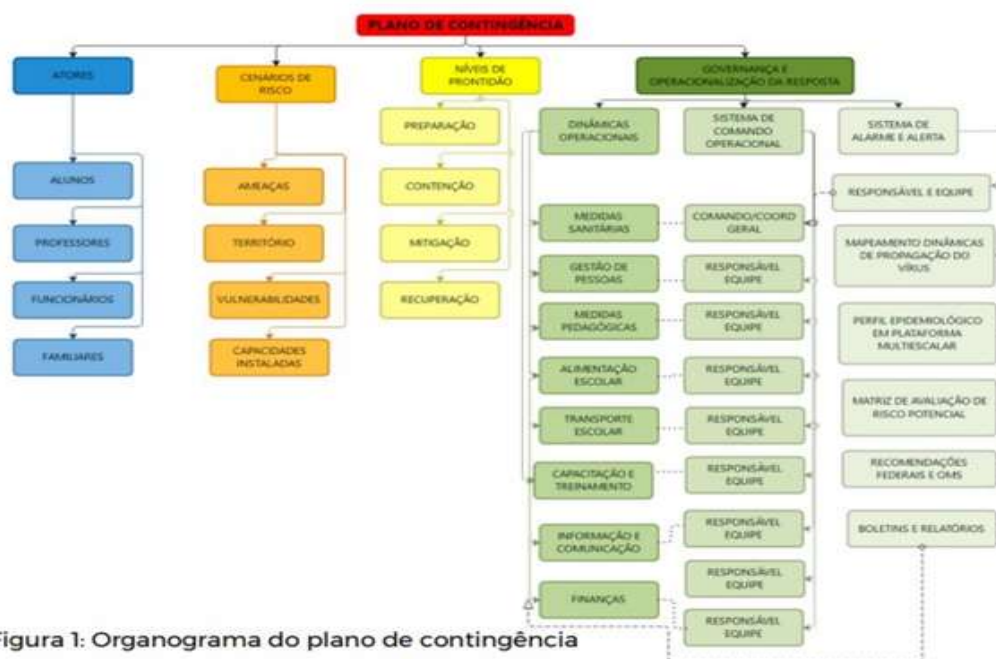 PLANO DE CONTINGÊNCIA
ATORES
ALUNOS
PROFESSORES
FUNCIONÁRIOS
FAMILIARES
CENÁRIOS DE
RISCO
AMEAÇAS
TERRITÓRIO
VULNERABILIDADES
CAPACIDADES
INSTALADAS
NÍVEIS DE
PRONTIDÃO
PREPARAÇÃO
CONTENÇÃO
MITIGAÇÃO
RECUPERAÇÃO
GOVERNANÇA E
OPERACIONALIZAÇÃO DA RESPOSTA
DINÂMICAS
OPERACIONAIS
MEDIDAS
SANITÁRIAS
GESTÃO DE
PESSOAS
MEDIDAS
PEDAGÓGICAS
ALIMENTAÇÃO
ESCOLAR
TRANSPORTE
ESCOLAR
CAPACITAÇÃO E
TREINAMENTO
INFORMAÇÃO E
COMUNICAÇÃO
FINANÇAS
SISTEMA DE
COMANDO
OPERACIONAL
COMANDO/COORD
GERAL
RESPONSÁVEL
EQUIPE
RESPONSÁVEL
EQUIPE
RESPONSÁVEL
EQUIPE
RESPONSÁVEL
EQUIPE
RESPONSÁVEL
EQUIPE
RESPONSÁVEL
EQUIPE
RESPONSÁVEL
EQUIPE
RESPONSÁVEL
EQUIPE
SISTEMA DE
ALARME E ALERTA
RESPONSÁVEL E EQUIPE
MAPEAMENTO DINÂMICAS
DE PROPAGAÇÃO DO
VÍRUS
PERFIL EPIDEMIOLÓGICO
EM PLATAFORMA
MULTIESCALAR
MATRIZ DE AVALIAÇÃO DE
RISCO POTENCIAL
RECOMENDAÇÕES
FEDERAIS E OMS
BOLETINS E RELATÓRIOS
Figura 1: Organograma do plano de contingência